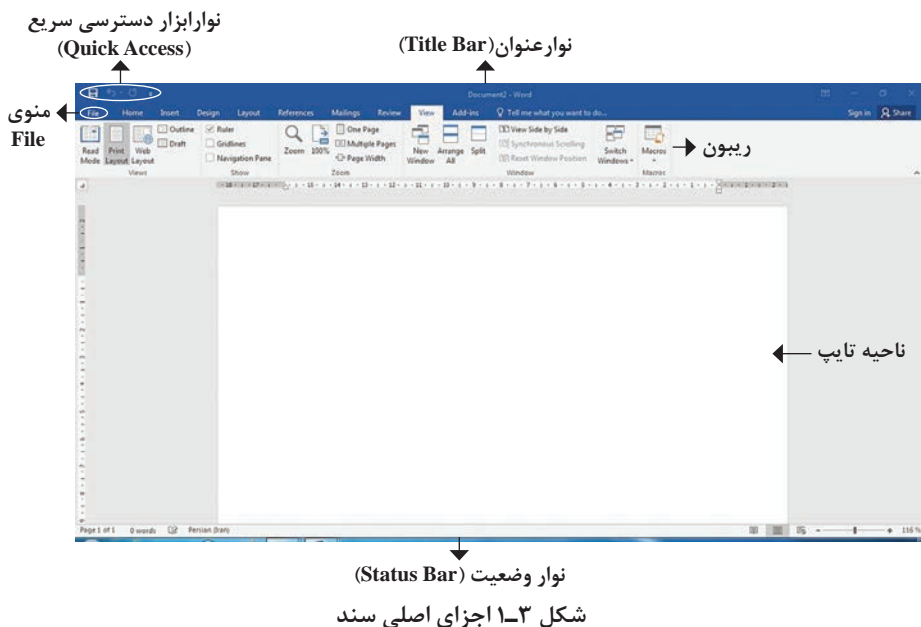 نوارابزار دسترسی سریع
(Quick Access)
نوارعنوان(Title Bar)
Document2 - Word
منوی
File
File Home Insert Design Layout References Mailings Review View Add-ins Tell me what you want to do... Sign in Share
Read Mode
Print Layout
Web Layout
Outline
Draft
Views
Ruler
Gridlines
Navigation Pane
Show
Zoom
100%
One Page
Multiple Pages
Page Width
Zoom
New Window
Arrange All
Split
View Side by Side
Synchronous Scrolling
Reset Window Position
Switch Windows
Window
Macros
Macros
ریبون
ناحیه تایپ
Page 1 of 1 0 words Persian (Iran) 116%
نوار وضعیت (Status Bar)
شکل ۳ـ۱ اجزای اصلی سند